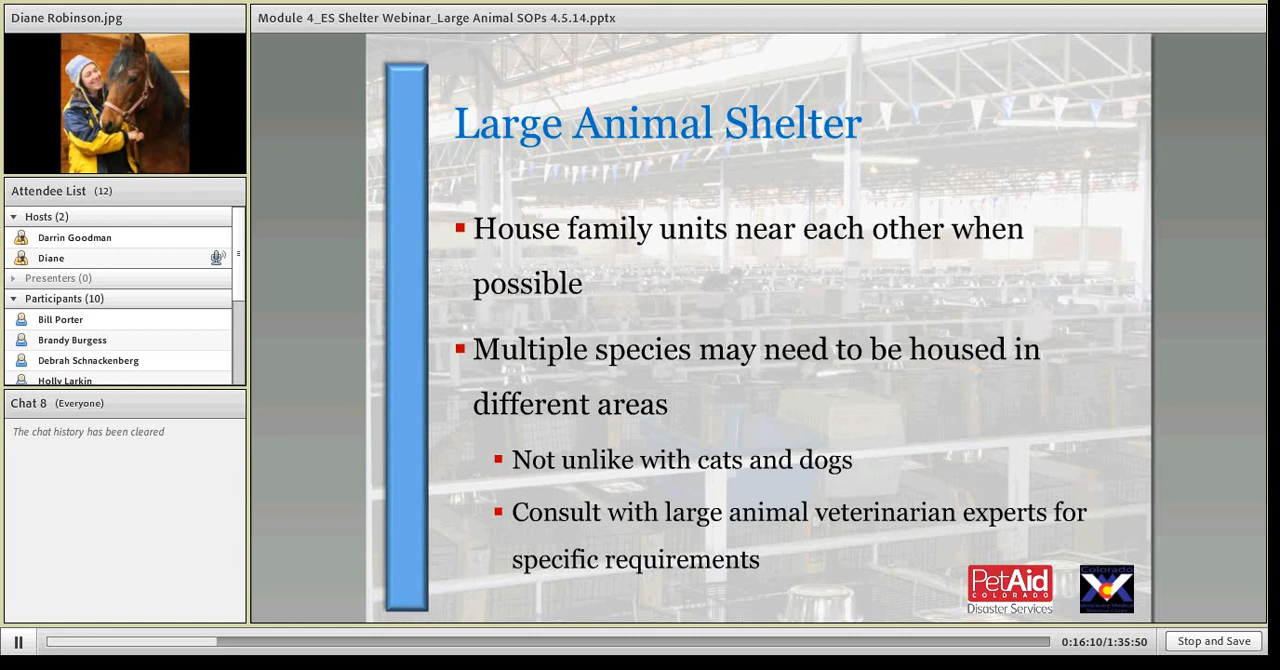 Diane Robinson.jpg
Module 4_ES Shelter Webinar_Large Animal SOPs 4.5.14.pptx
Attendee List (12)
Hosts (2)
Darrin Goodman
Diane
Presenters (0)
Participants (10)
Bill Porter
Brandy Burgess
Debrah Schnackenberg
Holly Larkin
Chat 8 (Everyone)
The chat history has been cleared
Large Animal Shelter
House family units near each other when
possible
Multiple species may need to be housed in
different areas
Not unlike with cats and dogs
Consult with large animal veterinarian experts for
specific requirements
PetAid
COLORADO
Disaster Services
Colorado
0:16:10/1:35:50
Stop and Save